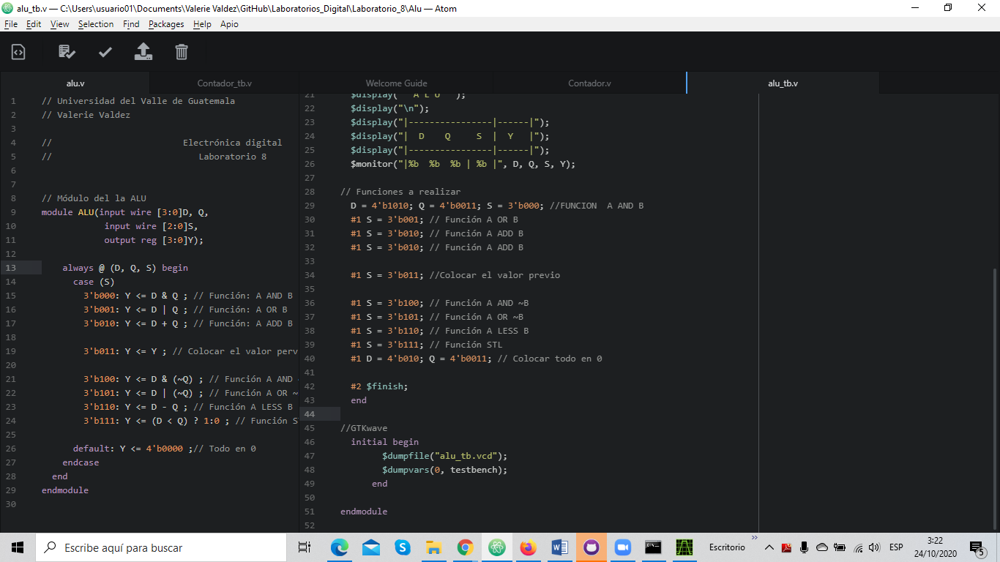 alu_tb.v — C:\Users\usuario01\Documents\Valerie Valdez\GitHub\Laboratorios_Digital\Laboratorio_8\Alu — Atom
File Edit View Selection Find Packages Help Apio
alu.v Contador_tb.v Welcome Guide Contador.v alu_tb.v
1 // Universidad del Valle de Guatemala
2 // Valerie Valdez
3
4 // Electrónica digital
5 // Laboratorio 8
6
7
8 // Módulo del la ALU
9 module ALU(input wire [3:0]D, Q,
10 input wire [2:0]S,
11 output reg [3:0]Y);
12
13 always @ (D, Q, S) begin
14 case (S)
15 3'b000: Y <= D & Q ; // Función: A AND B
16 3'b001: Y <= D | Q ; // Función: A OR B
17 3'b010: Y <= D + Q ; // Función: A ADD B
18
19 3'b011: Y <= Y ; // Colocar el valor perv
20
21 3'b100: Y <= D & (~Q) ; // Función A AND
22 3'b101: Y <= D | (~Q) ; // Función A OR ~
23 3'b110: Y <= D - Q ; // Función A LESS B
24 3'b111: Y <= (D < Q) ? 1:0 ; // Función S
25
26 default: Y <= 4'b0000 ;// Todo en 0
27 endcase
28 end
29 endmodule
30
21 $display(" A L U ");
22 $display("\n");
23 $display("|----------------|------|");
24 $display("|  D    Q     S  |  Y   |");
25 $display("|----------------|------|");
26 $monitor("|%b  %b  %b | %b |", D, Q, S, Y);
27
28 // Funciones a realizar
29 D = 4'b1010; Q = 4'b0011; S = 3'b000; //FUNCION  A AND B
30 #1 S = 3'b001; // Función A OR B
31 #1 S = 3'b010; // Función A ADD B
32 #1 S = 3'b010; // Función A ADD B
33
34 #1 S = 3'b011; //Colocar el valor previo
35
36 #1 S = 3'b100; // Función A AND ~B
37 #1 S = 3'b101; // Función A OR ~B
38 #1 S = 3'b110; // Función A LESS B
39 #1 S = 3'b111; // Función STL
40 #1 D = 4'b010; Q = 4'b0011; // Colocar todo en 0
41
42 #2 $finish;
43 end
44
45 //GTKwave
46 initial begin
47 $dumpfile("alu_tb.vcd");
48 $dumpvars(0, testbench);
49 end
50
51 endmodule
52
Escribe aquí para buscar
Escritorio
ESP
3:22
24/10/2020
5